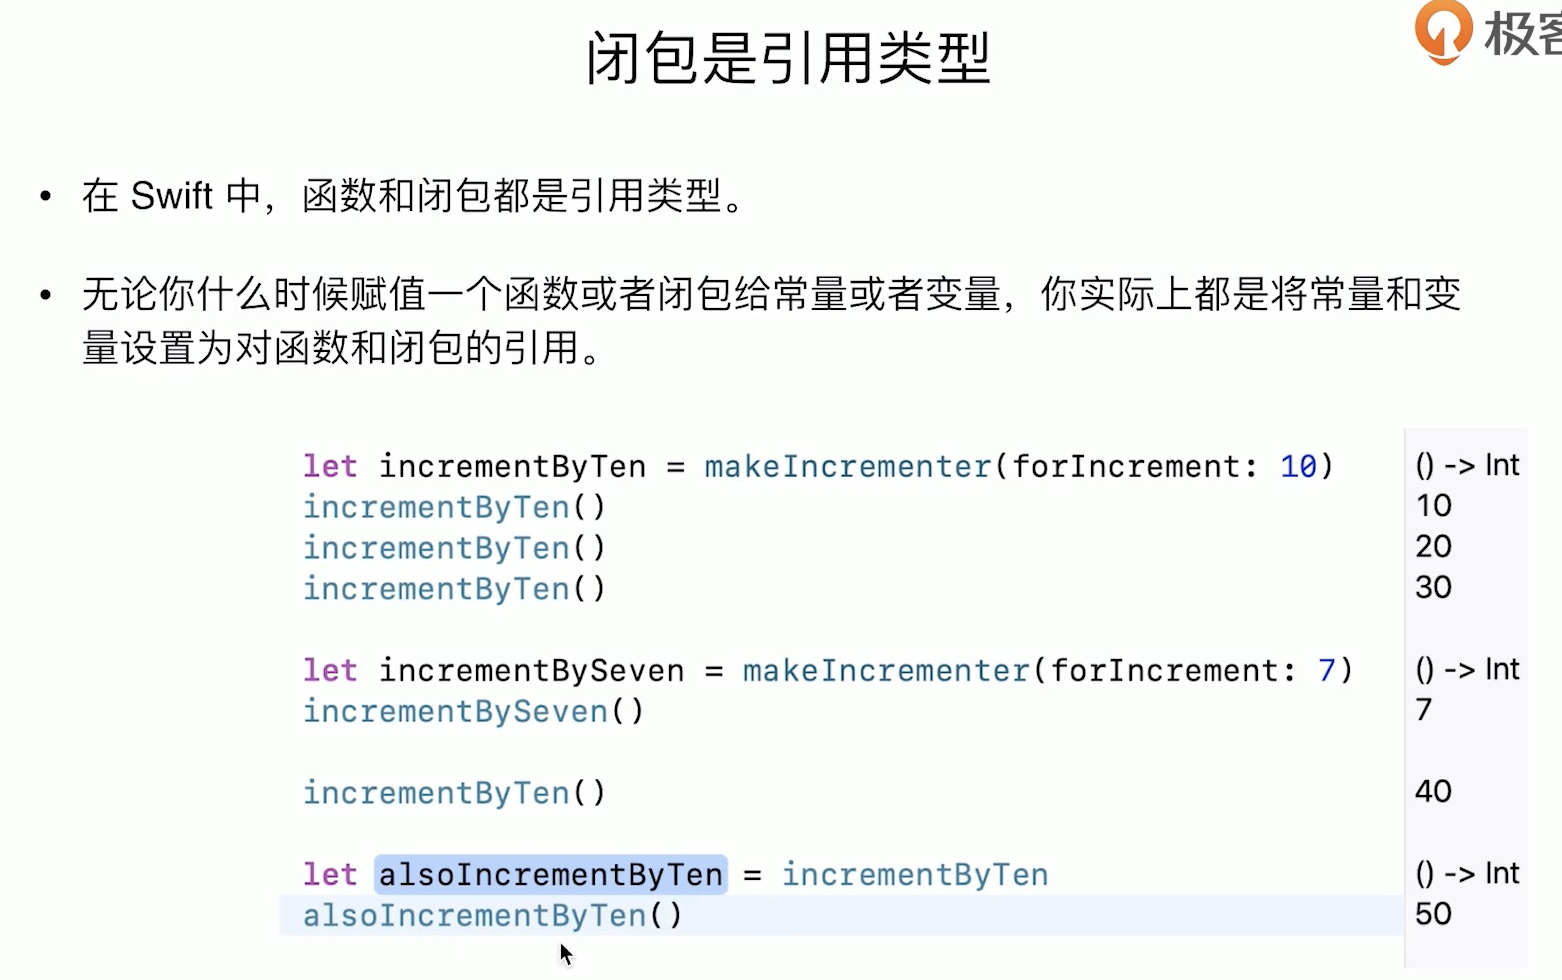 闭包是引用类型
极客
• 在 Swift 中，函数和闭包都是引用类型。
• 无论你什么时候赋值一个函数或者闭包给常量或者变量，你实际上都是将常量和变
量设置为对函数和闭包的引用。
let incrementByTen = makeIncrementer(forIncrement: 10) () -> Int
incrementByTen() 10
incrementByTen() 20
incrementByTen() 30
let incrementBySeven = makeIncrementer(forIncrement: 7) () -> Int
incrementBySeven() 7
incrementByTen() 40
let alsoIncrementByTen = incrementByTen () -> Int
alsoIncrementByTen() 50